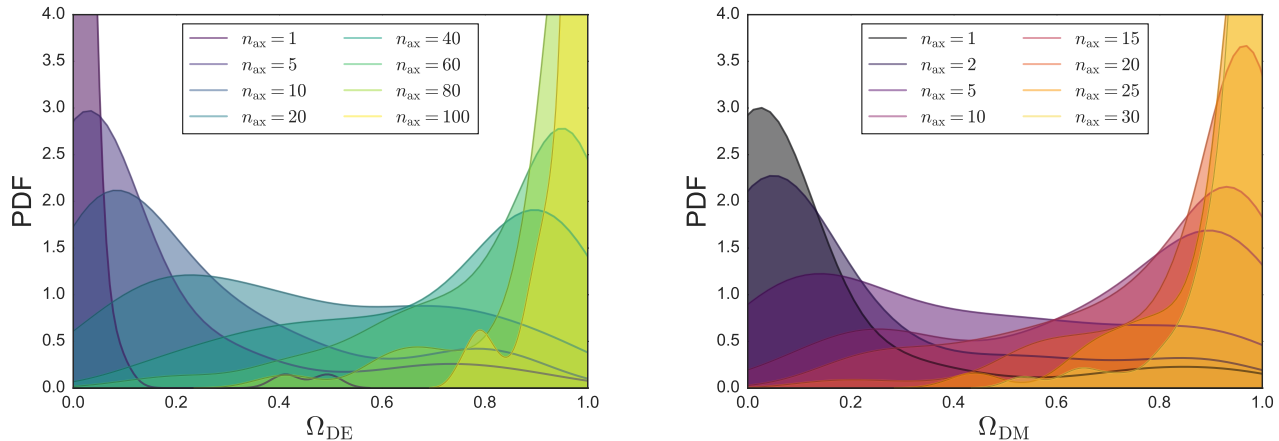 4.0
3.5
3.0
2.5
2.0
1.5
1.0
0.5
0.0
PDF
n_ax = 1
n_ax = 5
n_ax = 10
n_ax = 20
n_ax = 40
n_ax = 60
n_ax = 80
n_ax = 100
0.0 0.2 0.4 0.6 0.8 1.0
Ω_DE
4.0
3.5
3.0
2.5
2.0
1.5
1.0
0.5
0.0
PDF
n_ax = 1
n_ax = 2
n_ax = 5
n_ax = 10
n_ax = 15
n_ax = 20
n_ax = 25
n_ax = 30
0.0 0.2 0.4 0.6 0.8 1.0
Ω_DM